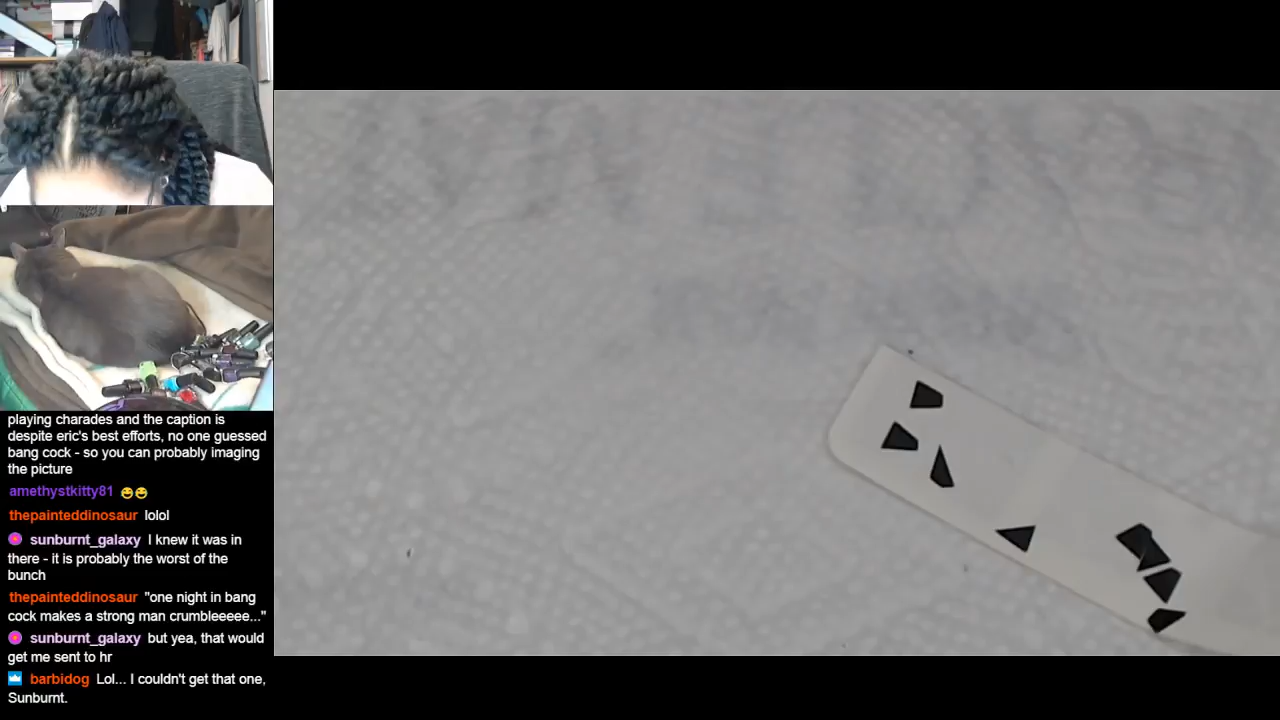 playing charades and the caption is
despite eric's best efforts, no one guessed
bang cock - so you can probably imaging
the picture
amethystkitty81 😂😂
thepainteddinosaur lolol
sunburnt_galaxy I knew it was in
there - it is probably the worst of the
bunch
thepainteddinosaur "one night in bang
cock makes a strong man crumbleeeee..."
sunburnt_galaxy but yea, that would
get me sent to hr
barbidog Lol... I couldn't get that one,
Sunburnt.